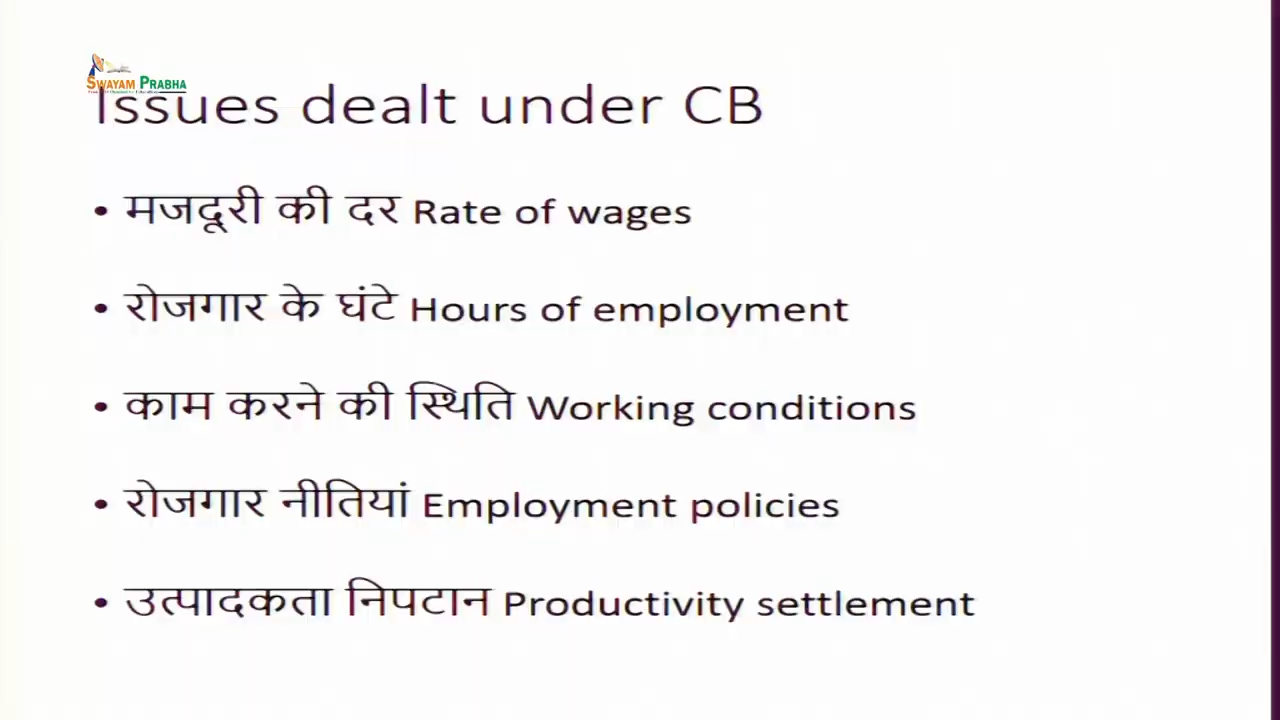 SWAYAM PRABHA
Issues dealt under CB
• मजदूरी की दर Rate of wages
• रोजगार के घंटे Hours of employment
• काम करने की स्थिति Working conditions
• रोजगार नीतियां Employment policies
• उत्पादकता निपटान Productivity settlement